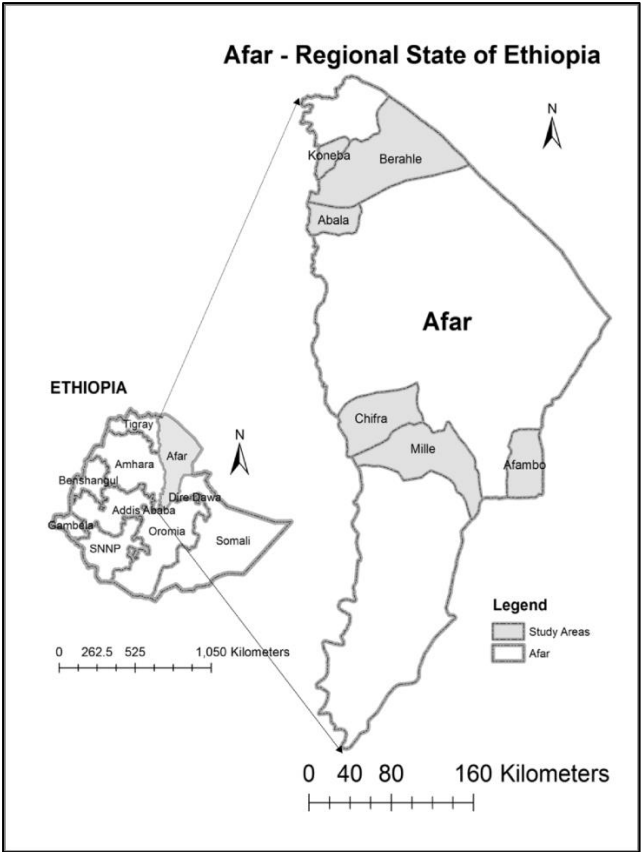 Afar - Regional State of Ethiopia
N
Koneba
Berahle
Abala
Afar
Chifra
Mille
Afambo
ETHIOPIA
N
Tigray
Afar
Amhara
Benshangul
Dire Dawa
Addis Ababa
Gambela
Oromia
SNNP
Somali
0 262.5 525 1,050 Kilometers
Legend
Study Areas
Afar
0 40 80 160 Kilometers